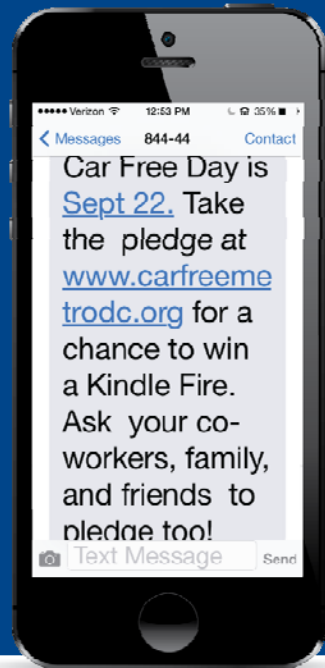 Verizon 12:53 PM 35%
Messages 844-44 Contact
Car Free Day is
Sept 22. Take
the pledge at
www.carfreeme
trodc.org for a
chance to win
a Kindle Fire.
Ask your co-
workers, family,
and friends to
pledge too!
Text Message Send